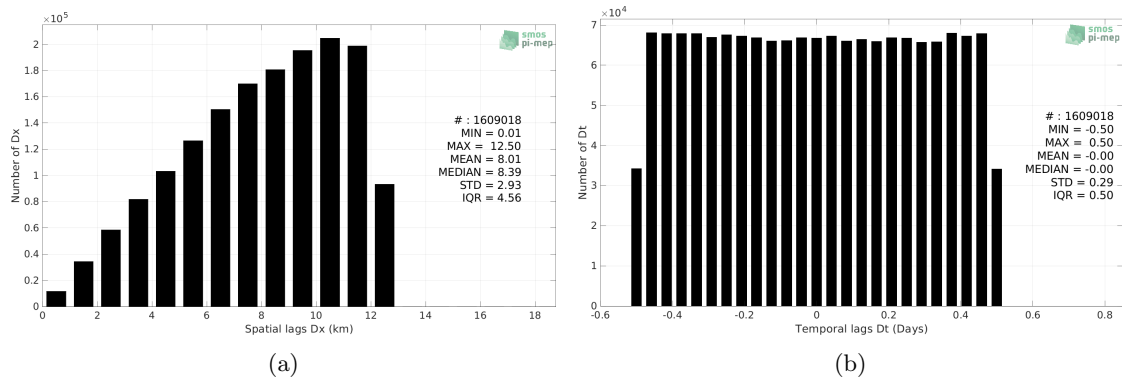 ×10⁵
2
1.8
1.6
1.4
1.2
1
0.8
0.6
0.4
0.2
0
Number of Dx
0 2 4 6 8 10 12 14 16 18
Spatial lags Dx (km)
smos
pi-mep
# : 1609018
MIN = 0.01
MAX = 12.50
MEAN = 8.01
MEDIAN = 8.39
STD = 2.93
IQR = 4.56
(a)
×10⁴
7
6
5
4
3
2
1
0
Number of Dt
-0.6 -0.4 -0.2 0 0.2 0.4 0.6 0.8
Temporal lags Dt (Days)
smos
pi-mep
# : 1609018
MIN = -0.50
MAX = 0.50
MEAN = -0.00
MEDIAN = -0.00
STD = 0.29
IQR = 0.50
(b)